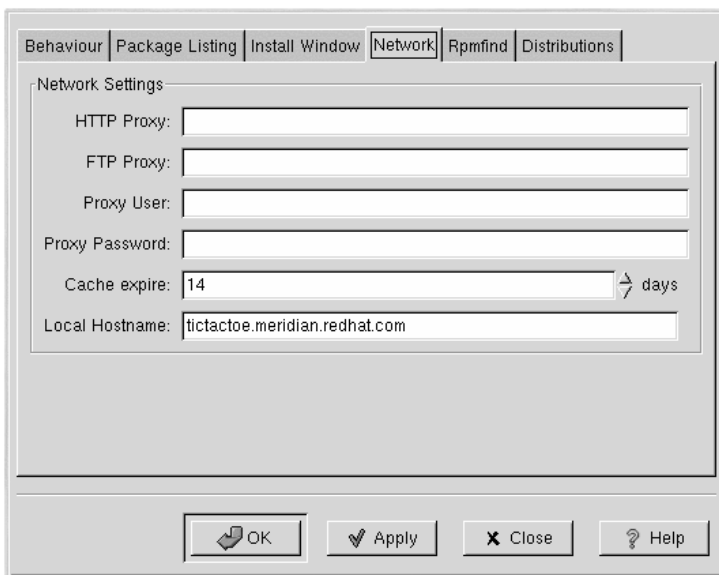 Behaviour Package Listing Install Window Network Rpmfind Distributions
Network Settings
HTTP Proxy:
FTP Proxy:
Proxy User:
Proxy Password:
Cache expire: 14 days
Local Hostname: tictactoe.meridian.redhat.com
OK Apply Close Help